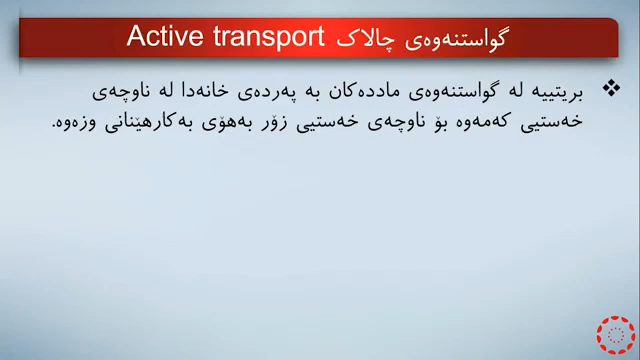 گواستنەوەی چالاک Active transport
❖ بریتییە لە گواستنەوەی ماددەکان بە پەردەی خانەدا لە ناوچەی
خەستیی کەمەوە بۆ ناوچەی خەستیی زۆر بەهۆی بەکارهێنانی وزەوە.